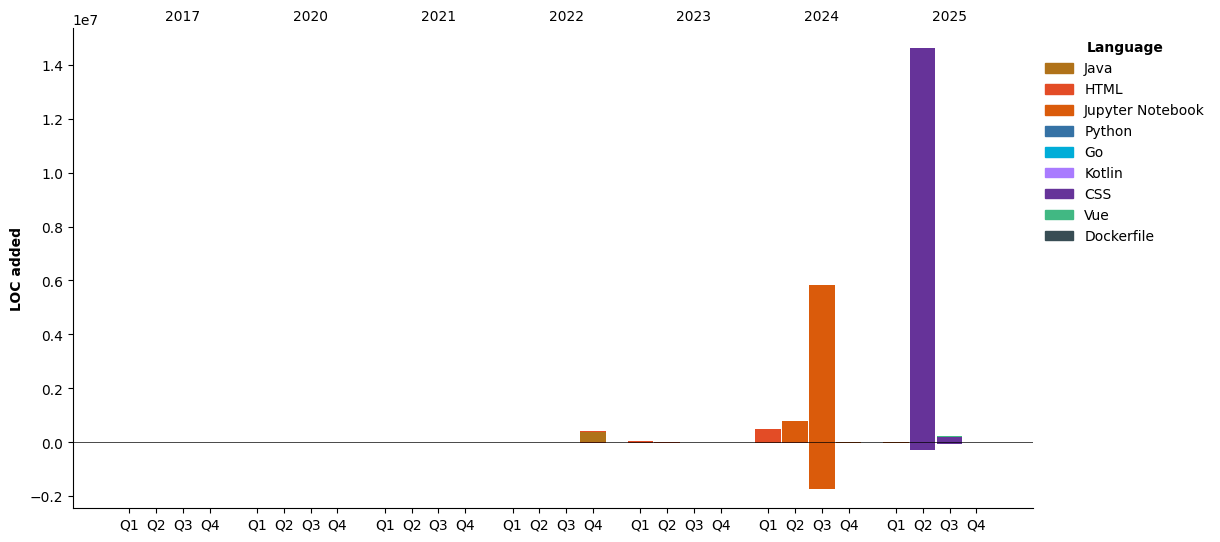 1e7
2017 2020 2021 2022 2023 2024 2025
LOC added
1.4
1.2
1.0
0.8
0.6
0.4
0.2
0.0
−0.2
Q1 Q2 Q3 Q4 Q1 Q2 Q3 Q4 Q1 Q2 Q3 Q4 Q1 Q2 Q3 Q4 Q1 Q2 Q3 Q4 Q1 Q2 Q3 Q4 Q1 Q2 Q3 Q4
Language
Java
HTML
Jupyter Notebook
Python
Go
Kotlin
CSS
Vue
Dockerfile